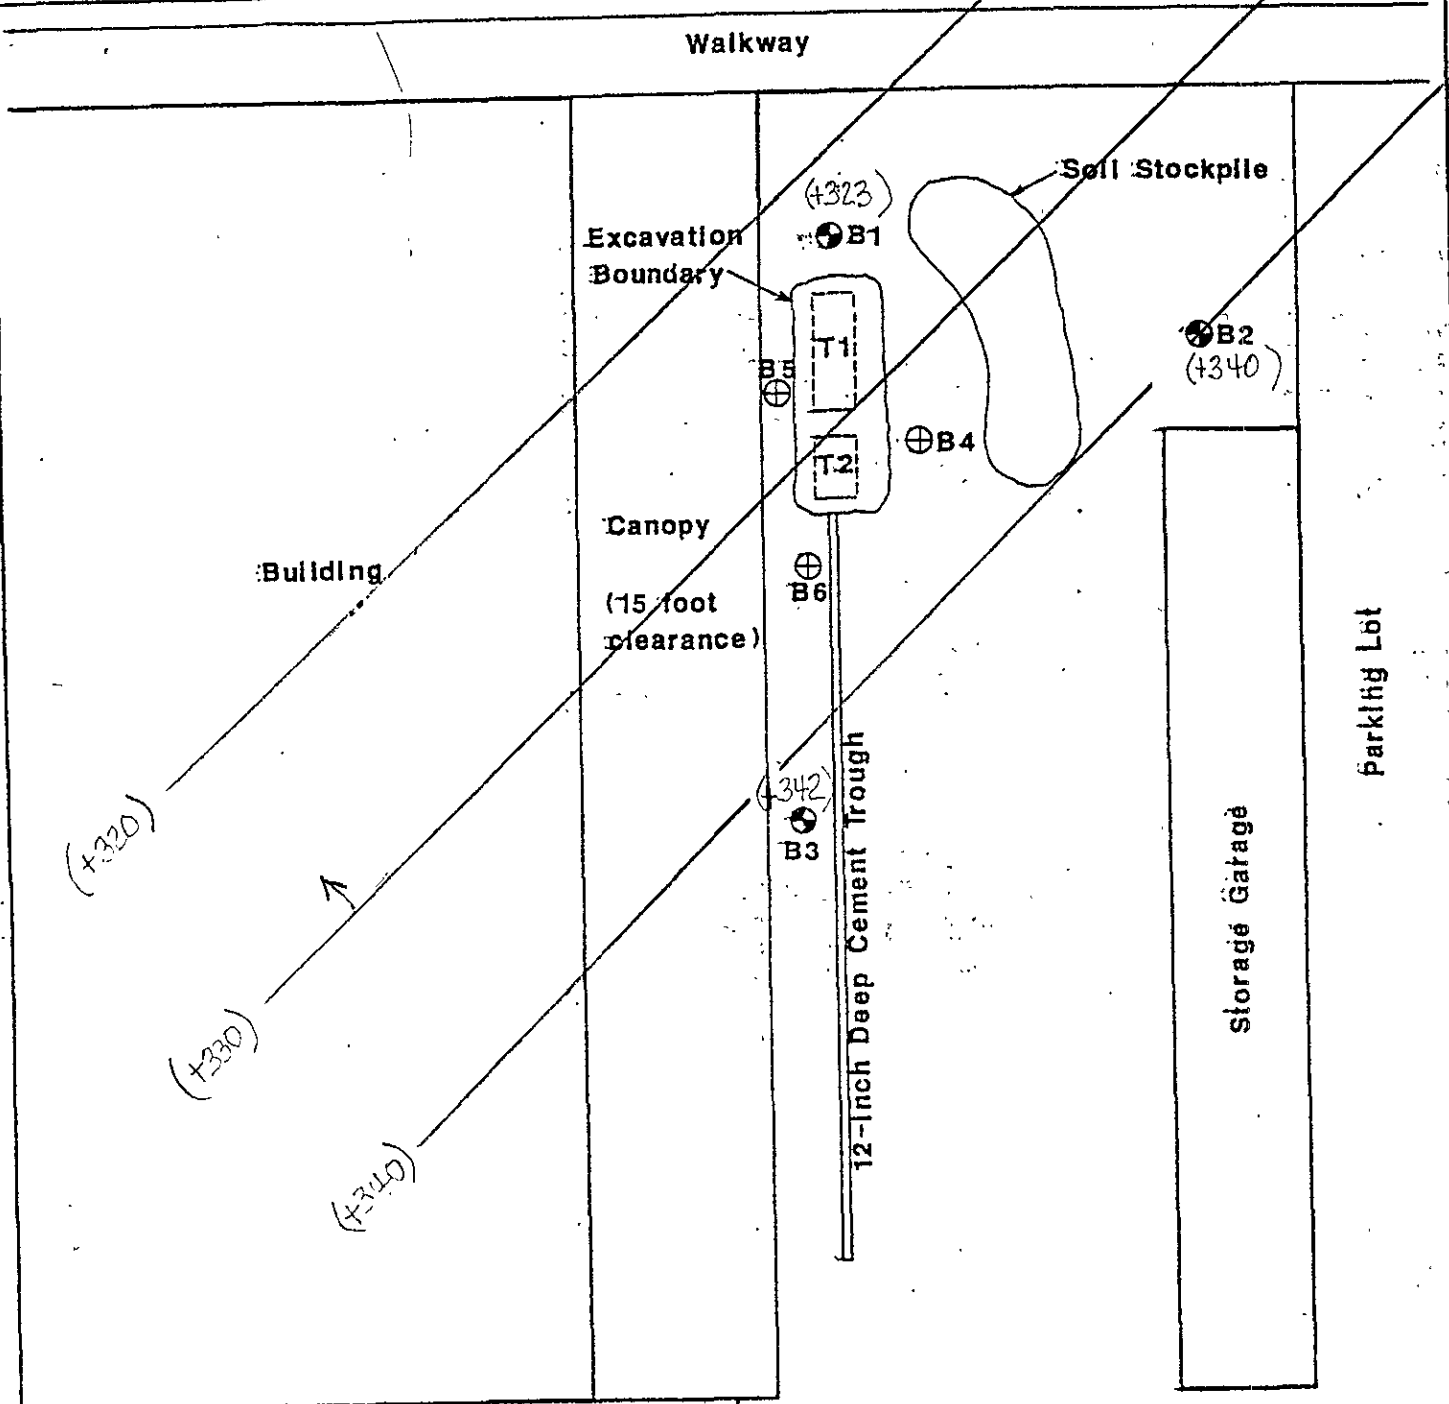 Walkway
Soil Stockpile
(+323)
B1
Excavation
Boundary
B2
(+340)
T1
B5
B4
T2
Canopy
Building
B6
(15 foot
clearance)
Parking Lot
(+342)
B3
12-Inch Deep Cement Trough
Storage Garage
(+320)
(+330)
(+340)